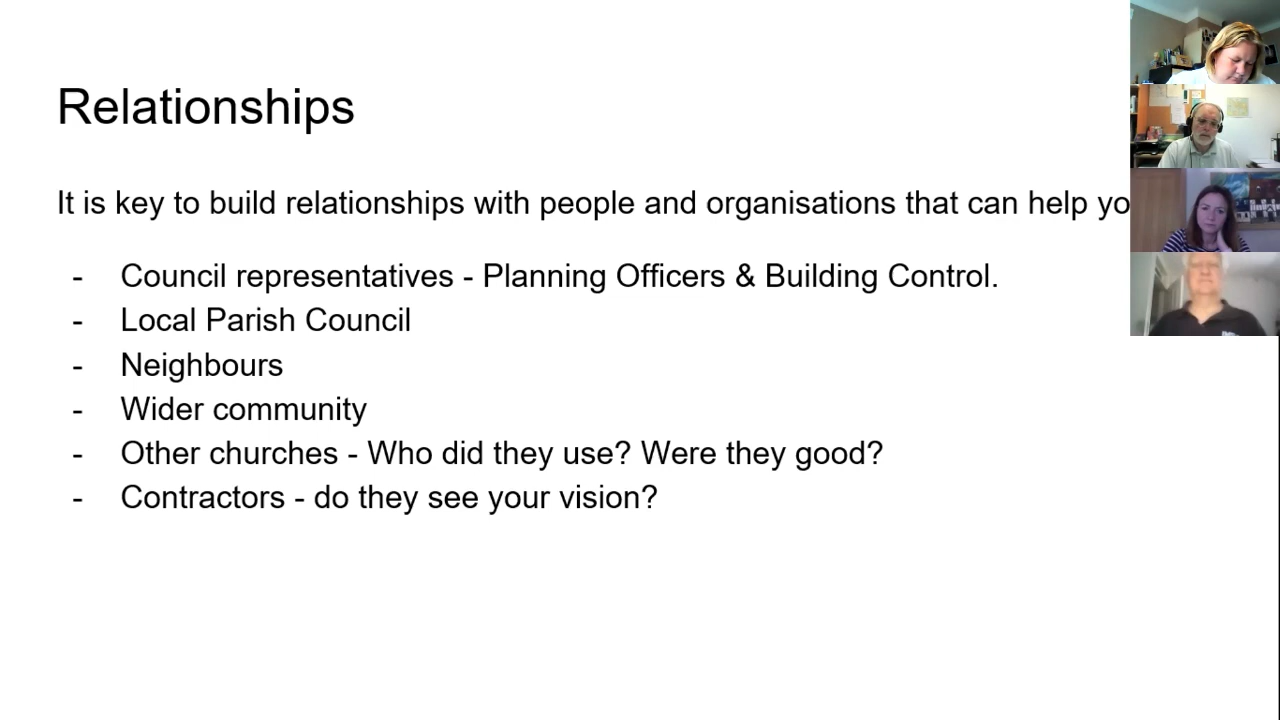 Relationships
It is key to build relationships with people and organisations that can help yo
- Council representatives - Planning Officers & Building Control.
- Local Parish Council
- Neighbours
- Wider community
- Other churches - Who did they use? Were they good?
- Contractors - do they see your vision?